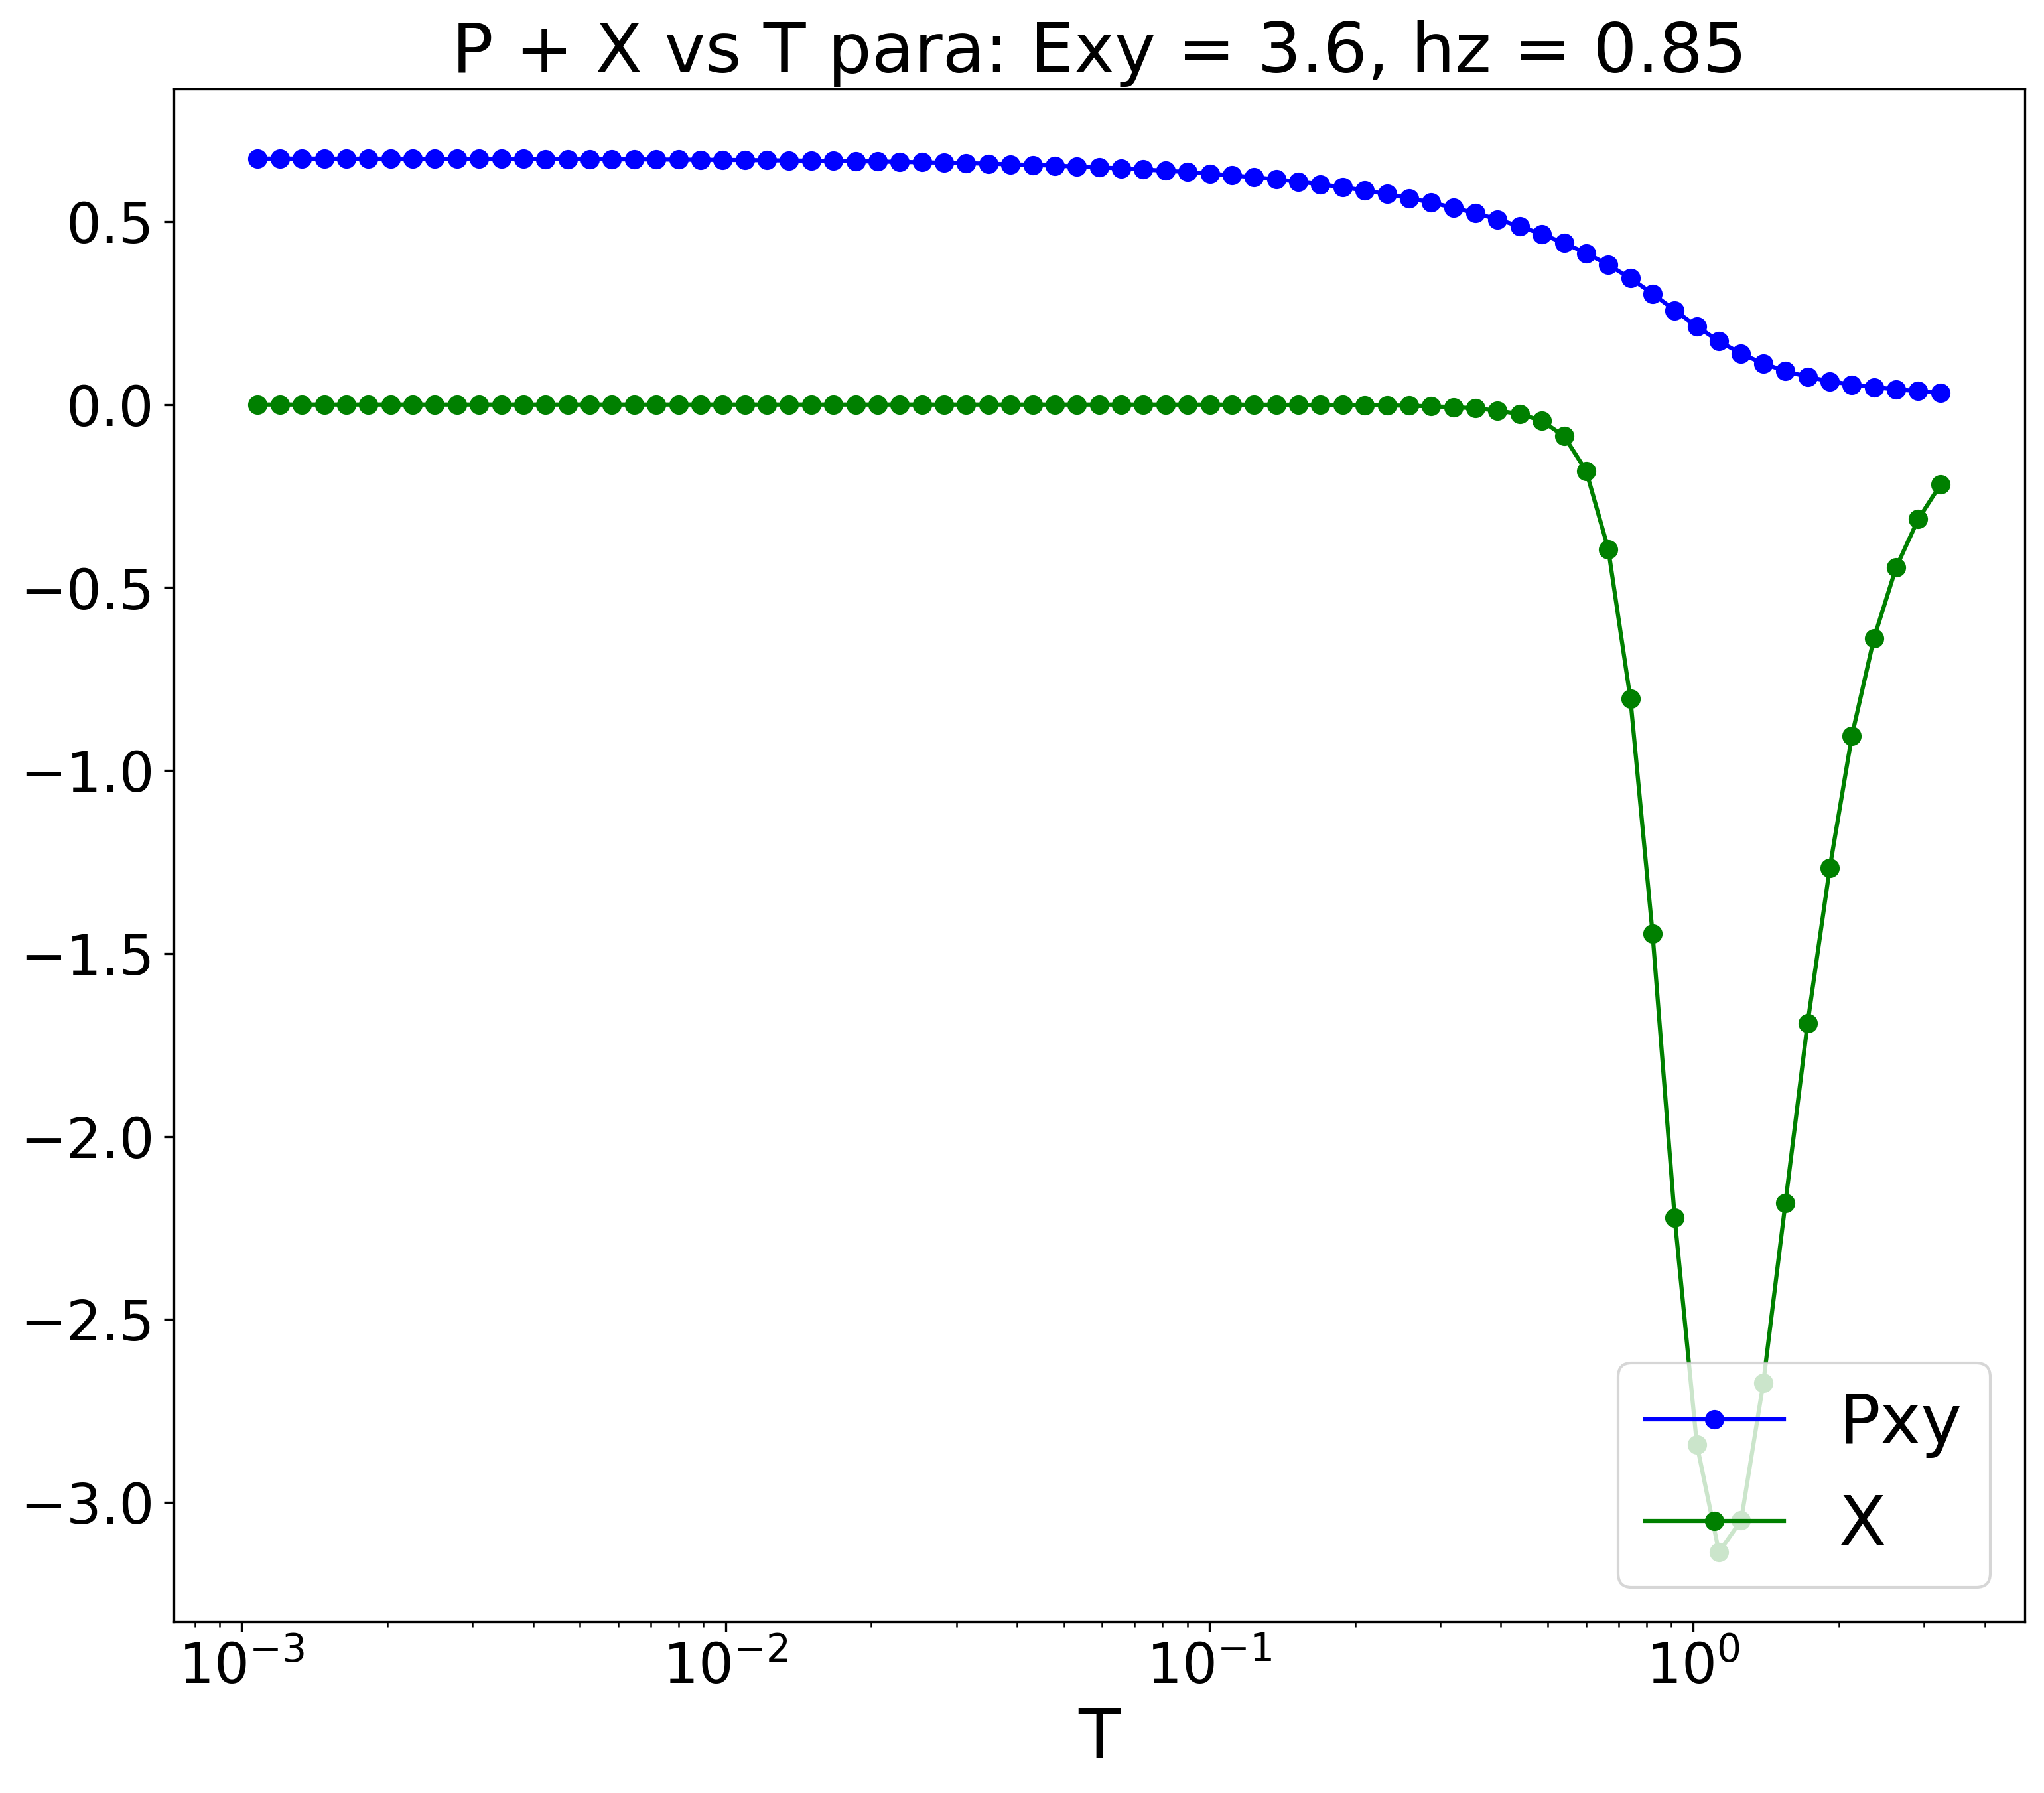 P + X vs T para: Exy = 3.6, hz = 0.85
0.5
0.0
−0.5
−1.0
−1.5
−2.0
−2.5
−3.0
Pxy
X
10⁻³ 10⁻² 10⁻¹ 10⁰
T